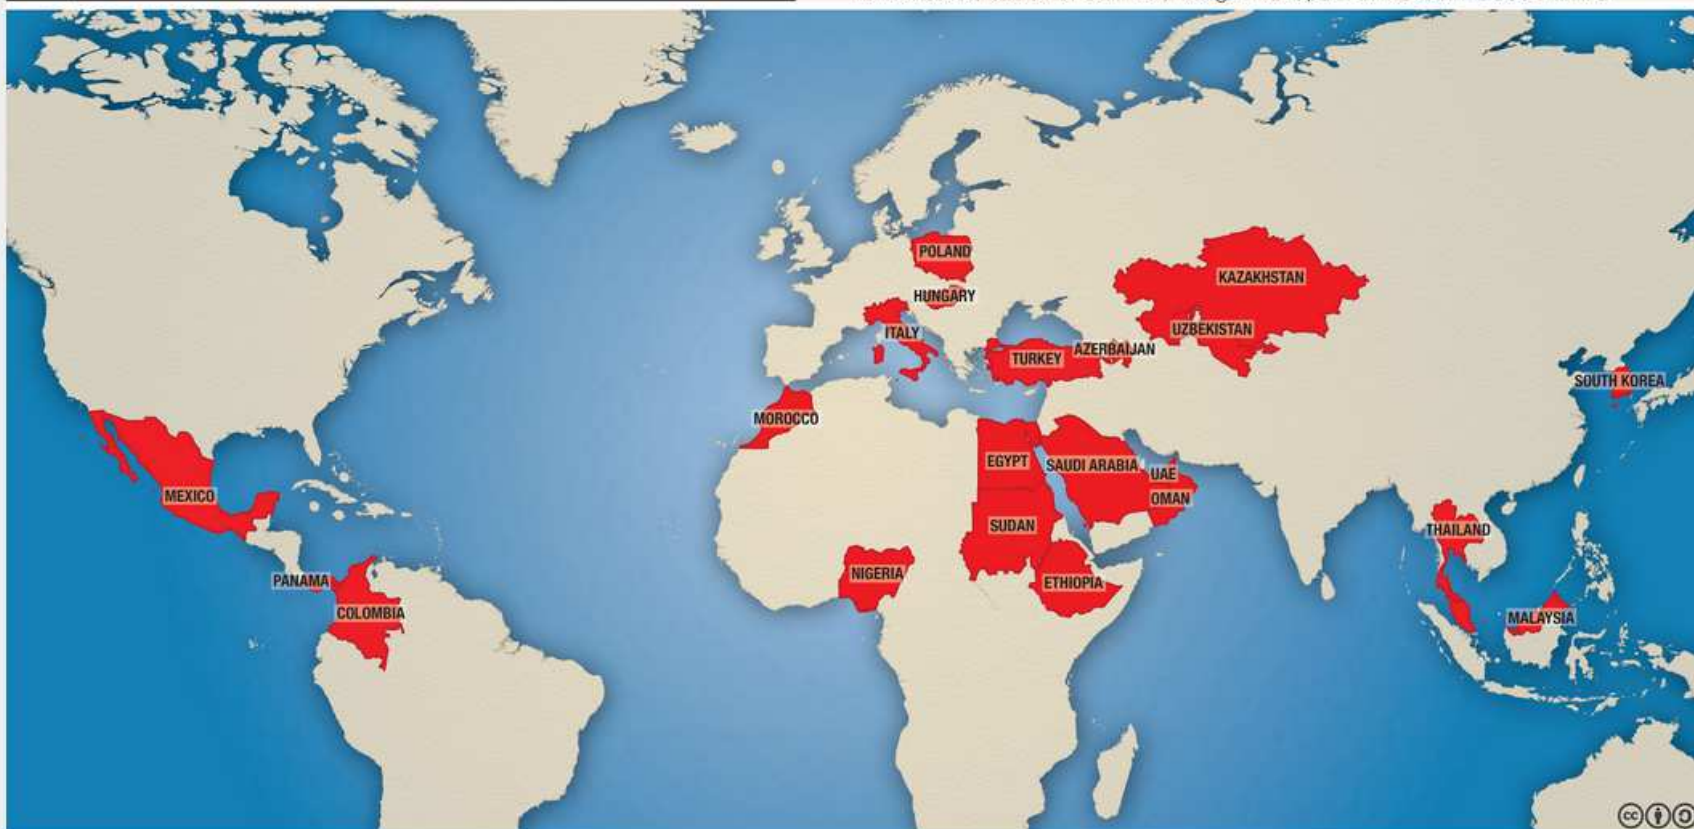 POLAND
KAZAKHSTAN
HUNGARY
UZBEKISTAN
ITALY
AZERBAIJAN
TURKEY
SOUTH KOREA
MOROCCO
EGYPT
SAUDI ARABIA
UAE
MEXICO
OMAN
SUDAN
THAILAND
NIGERIA
PANAMA
ETHIOPIA
COLOMBIA
MALAYSIA
cc